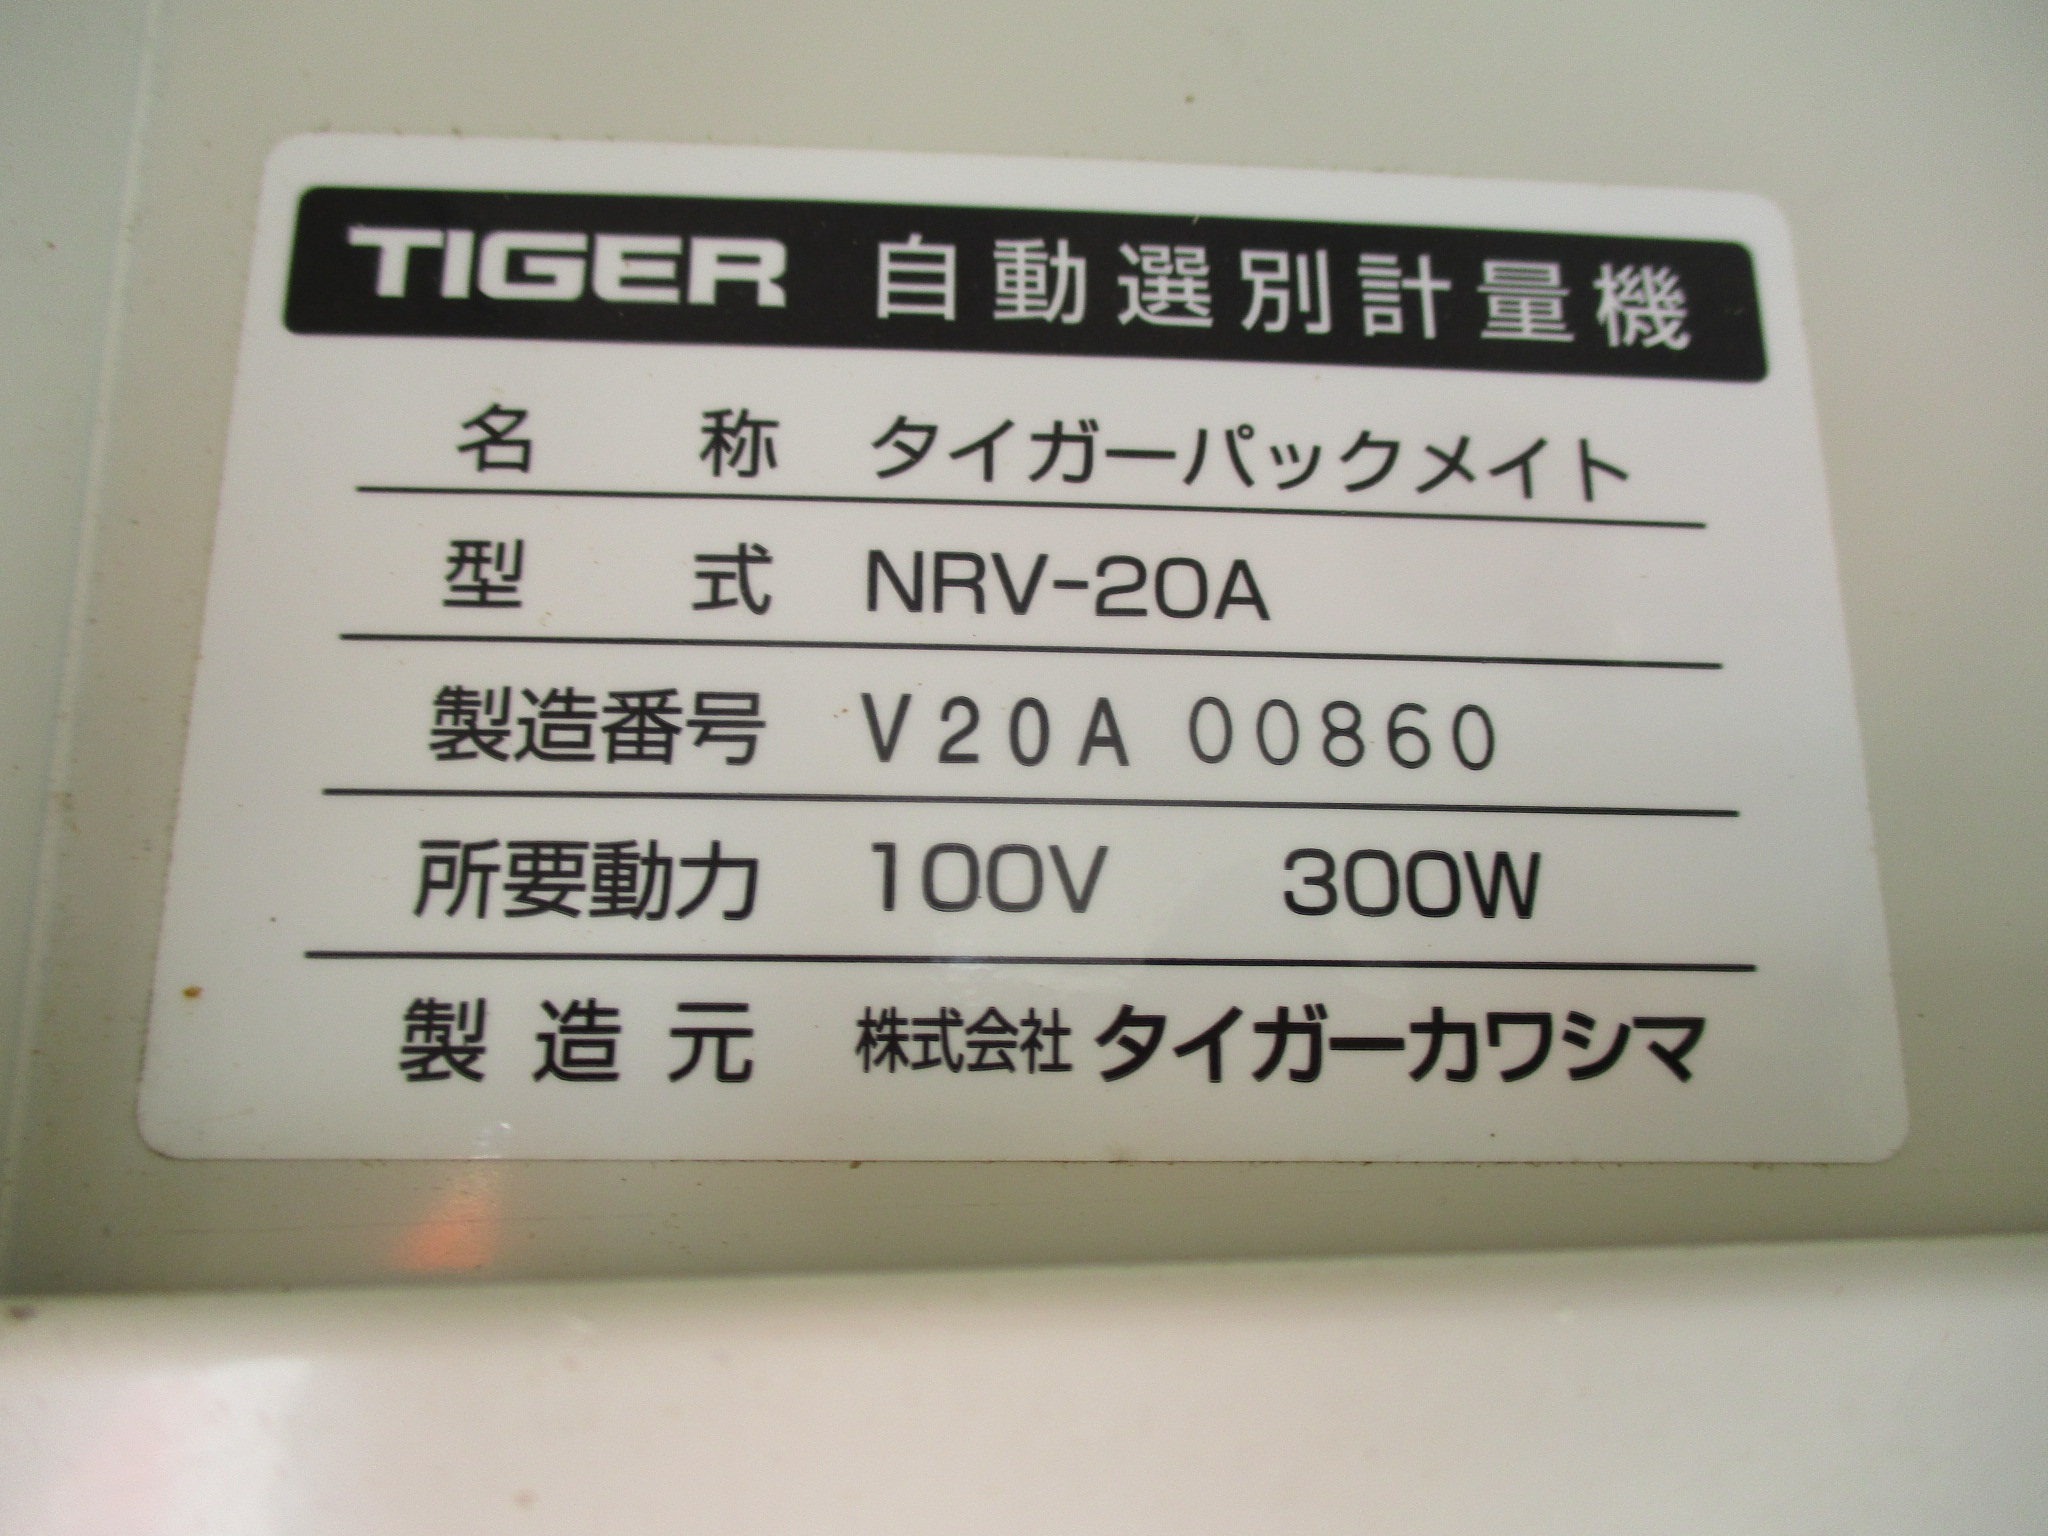 TIGER 自動選別計量機
名称 タイガーパックメイト
型式 NRV-20A
製造番号 V20A 00860
所要動力 100V 300W
製造元 株式会社 タイガーカワシマ